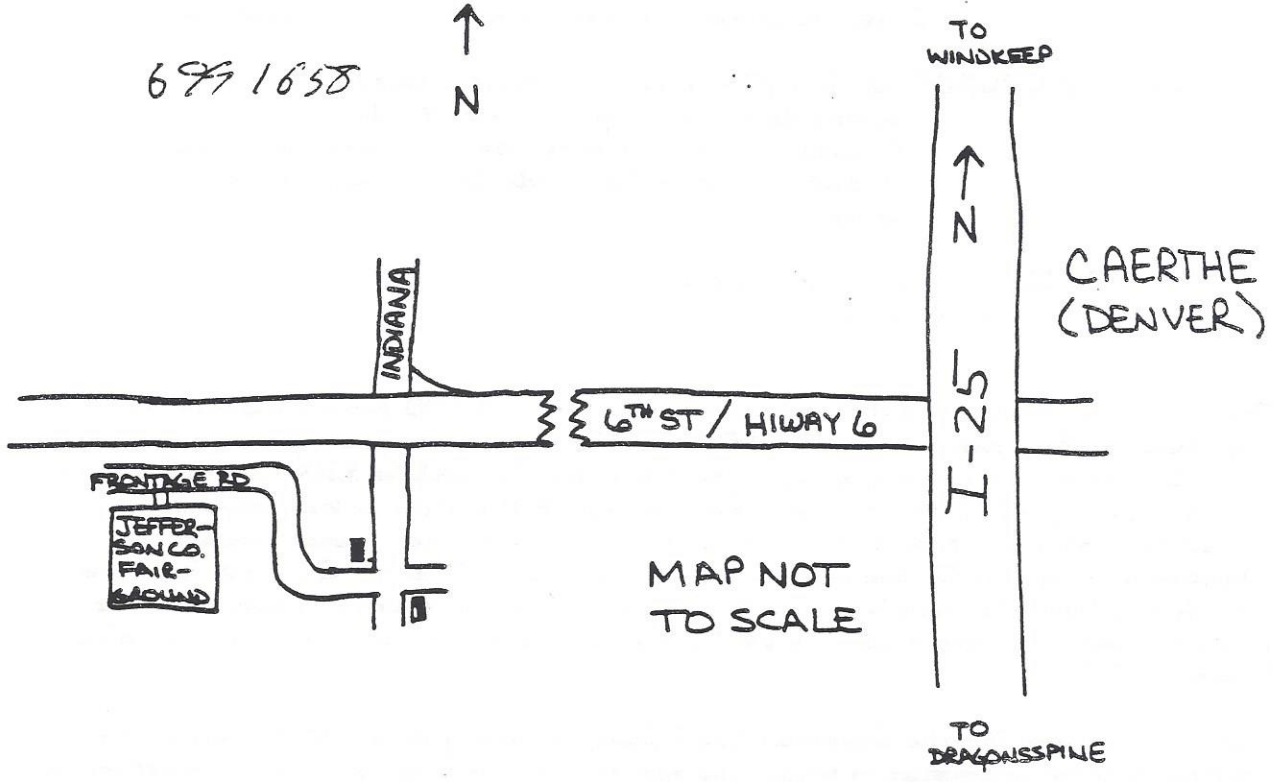 TO
WINDKEEP
699 1658
N
N
CAERTHE
(DENVER)
INDIANA
I-25
6TH ST / HIWAY 6
FRONTAGE RD
JEFFER-
SON CO.
FAIR-
GROUND
MAP NOT
TO SCALE
TO
DRAGONSSPINE